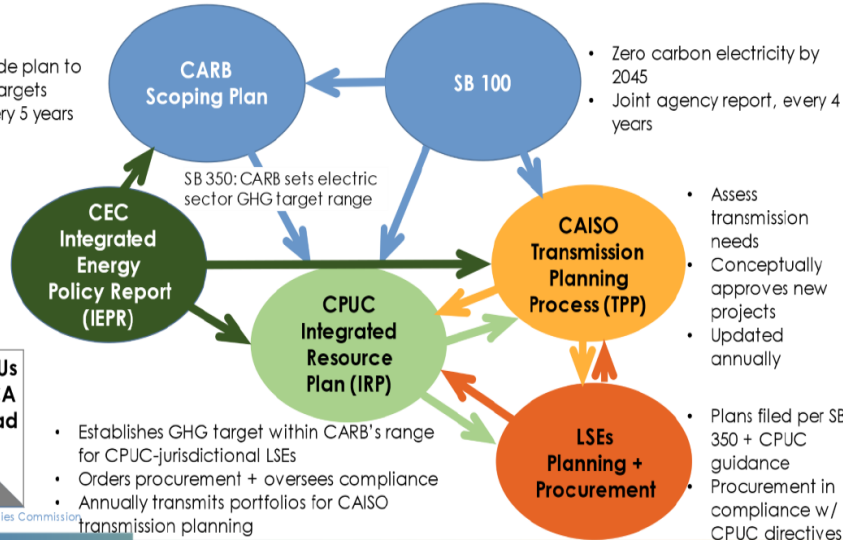 de plan to
argets
ry 5 years
CARB
Scoping Plan
SB 100
• Zero carbon electricity by
2045
• Joint agency report, every 4
years
SB 350: CARB sets electric
sector GHG target range
CEC
Integrated
Energy
Policy Report
(IEPR)
CAISO
Transmission
Planning
Process (TPP)
• Assess
transmission
needs
• Conceptually
approves new
projects
• Updated
annually
CPUC
Integrated
Resource
Plan (IRP)
Us
CA
ad
• Establishes GHG target within CARB's range
for CPUC-jurisdictional LSEs
• Orders procurement + oversees compliance
• Annually transmits portfolios for CAISO
transmission planning
ies Commission
LSEs
Planning +
Procurement
• Plans filed per SB
350 + CPUC
guidance
• Procurement in
compliance w/
CPUC directives